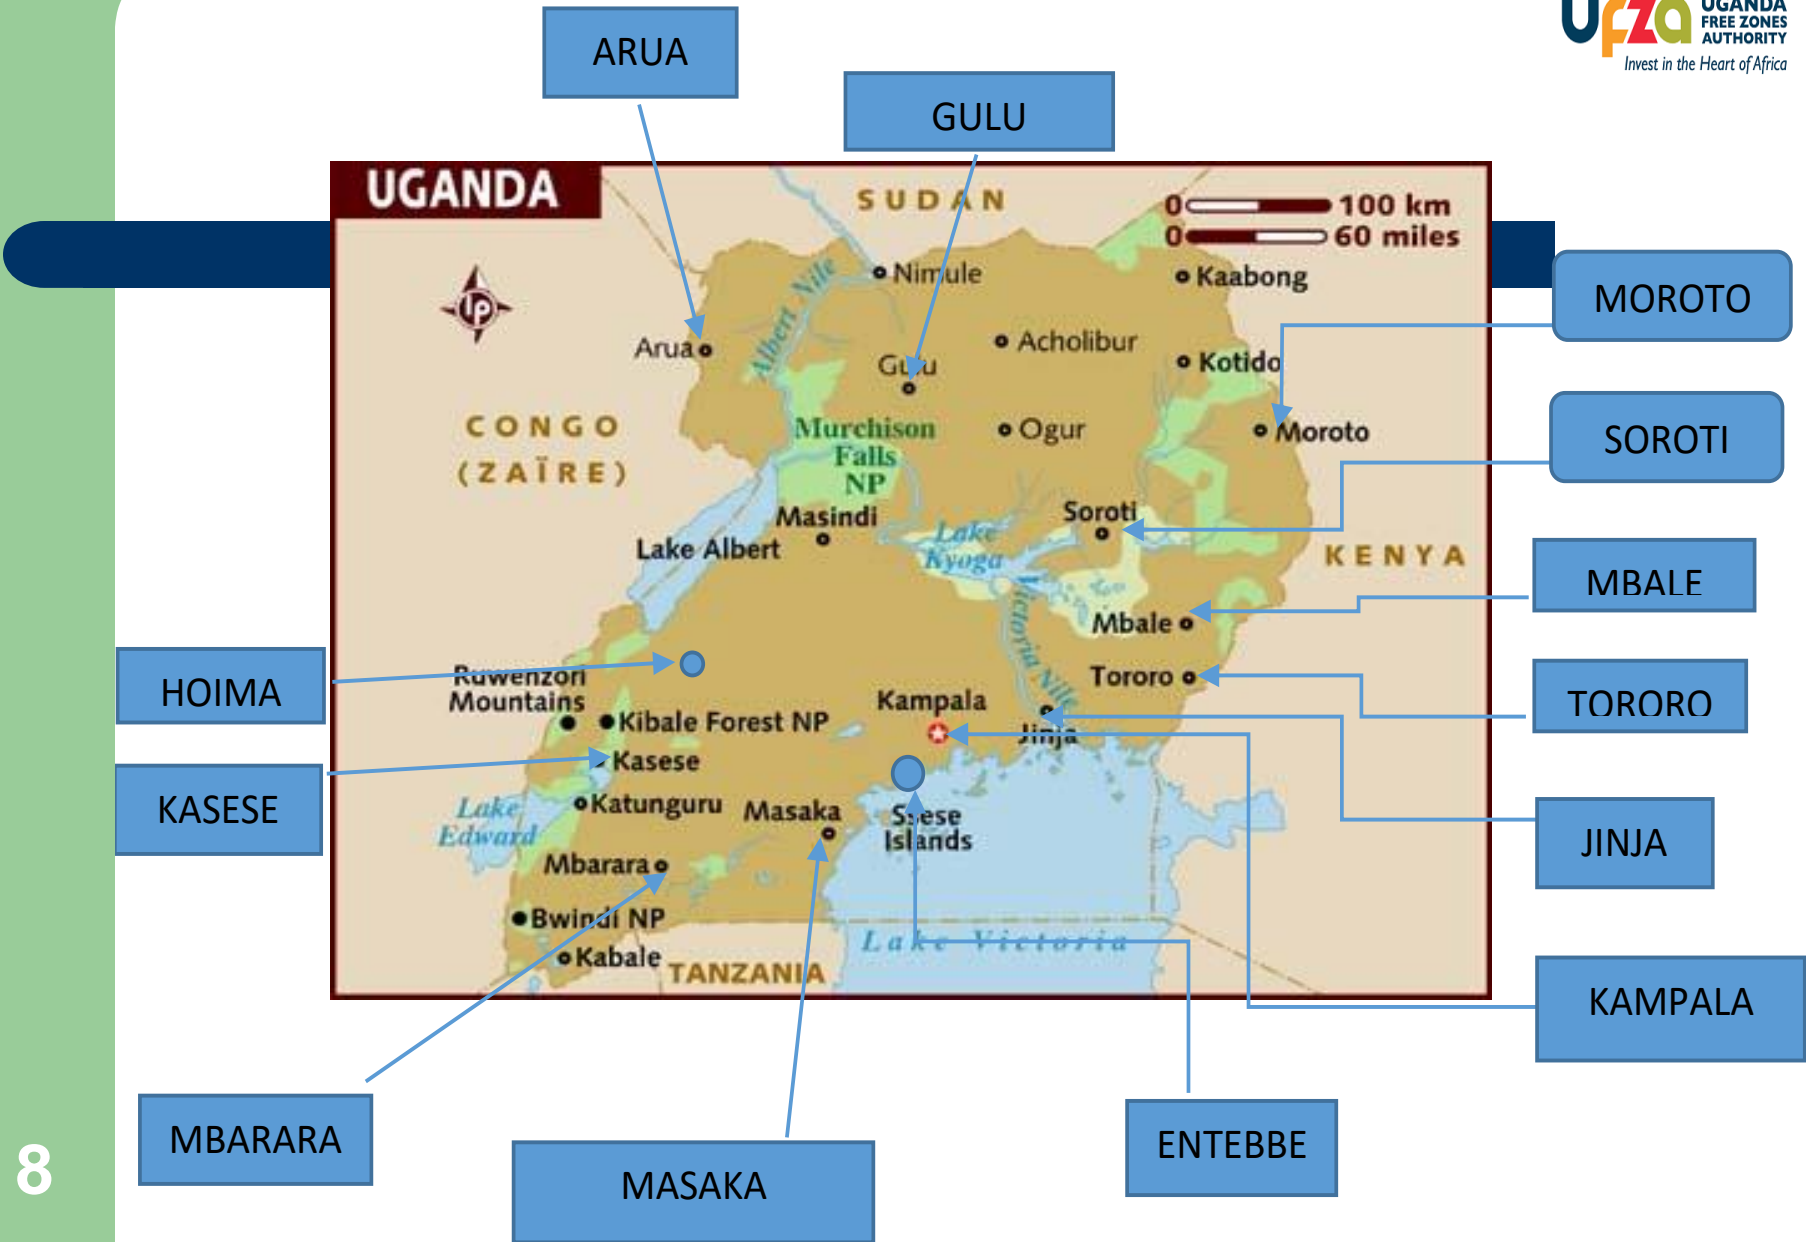 ufza UGANDA
FREE ZONES
AUTHORITY
Invest in the Heart of Africa
ARUA
GULU
UGANDA
SUDAN
0 100 km
0 60 miles
Nimule
Kaabong
MOROTO
Albert Nile
Arua
Acholibur
Gulu
Kotido
CONGO
(ZAÏRE)
Murchison
Falls
NP
Ogur
Moroto
SOROTI
Masindi
Soroti
Lake Albert
Lake
Kyoga
KENYA
MBALE
Victoria Nile
Mbale
HOIMA
Ruwenzori
Mountains
Tororo
TORORO
Kampala
Kibale Forest NP
Jinja
Kasese
KASESE
Lake
Edward
Katunguru
Masaka
Ssese
Islands
JINJA
Mbarara
Bwindi NP
Lake Victoria
Kabale
TANZANIA
KAMPALA
MBARARA
MASAKA
ENTEBBE
8
lp